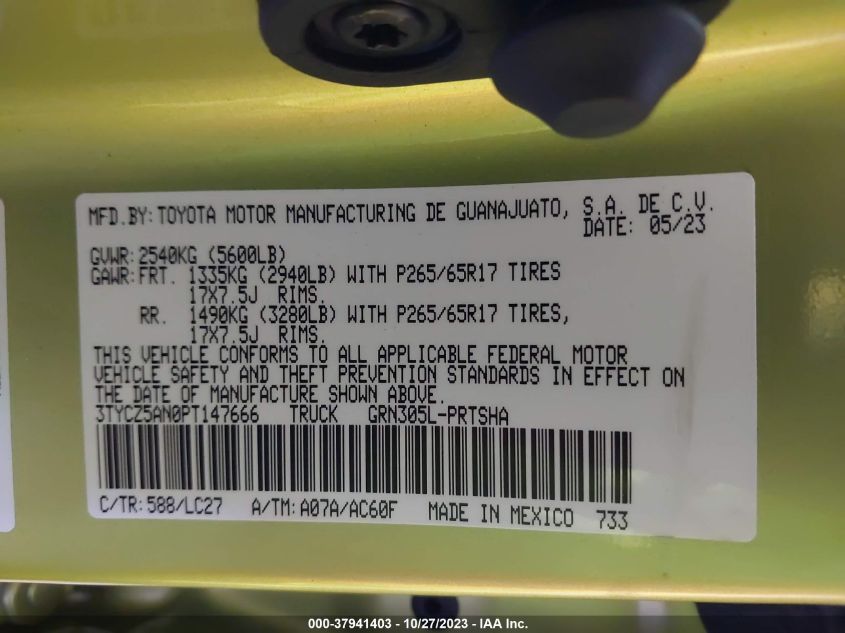 MFD.BY: TOYOTA MOTOR MANUFACTURING DE GUANAJUATO, S.A. DE C.V.
DATE: 05/23
GVWR: 2540KG (5600LB)
GAWR: FRT. 1335KG (2940LB) WITH P265/65R17 TIRES
17X7.5J RIMS.
RR. 1490KG (3280LB) WITH P265/65R17 TIRES,
17X7.5J RIMS.
THIS VEHICLE CONFORMS TO ALL APPLICABLE FEDERAL MOTOR
VEHICLE SAFETY AND THEFT PREVENTION STANDARDS IN EFFECT ON
THE DATE OF MANUFACTURE SHOWN ABOVE.
3TYCZ5AN0PT147666 TRUCK GRN305L-PRTSHA
C/TR: 588/LC27 A/TM: A07A/AC60F MADE IN MEXICO 733
000-37941403 - 10/27/2023 - IAA Inc.